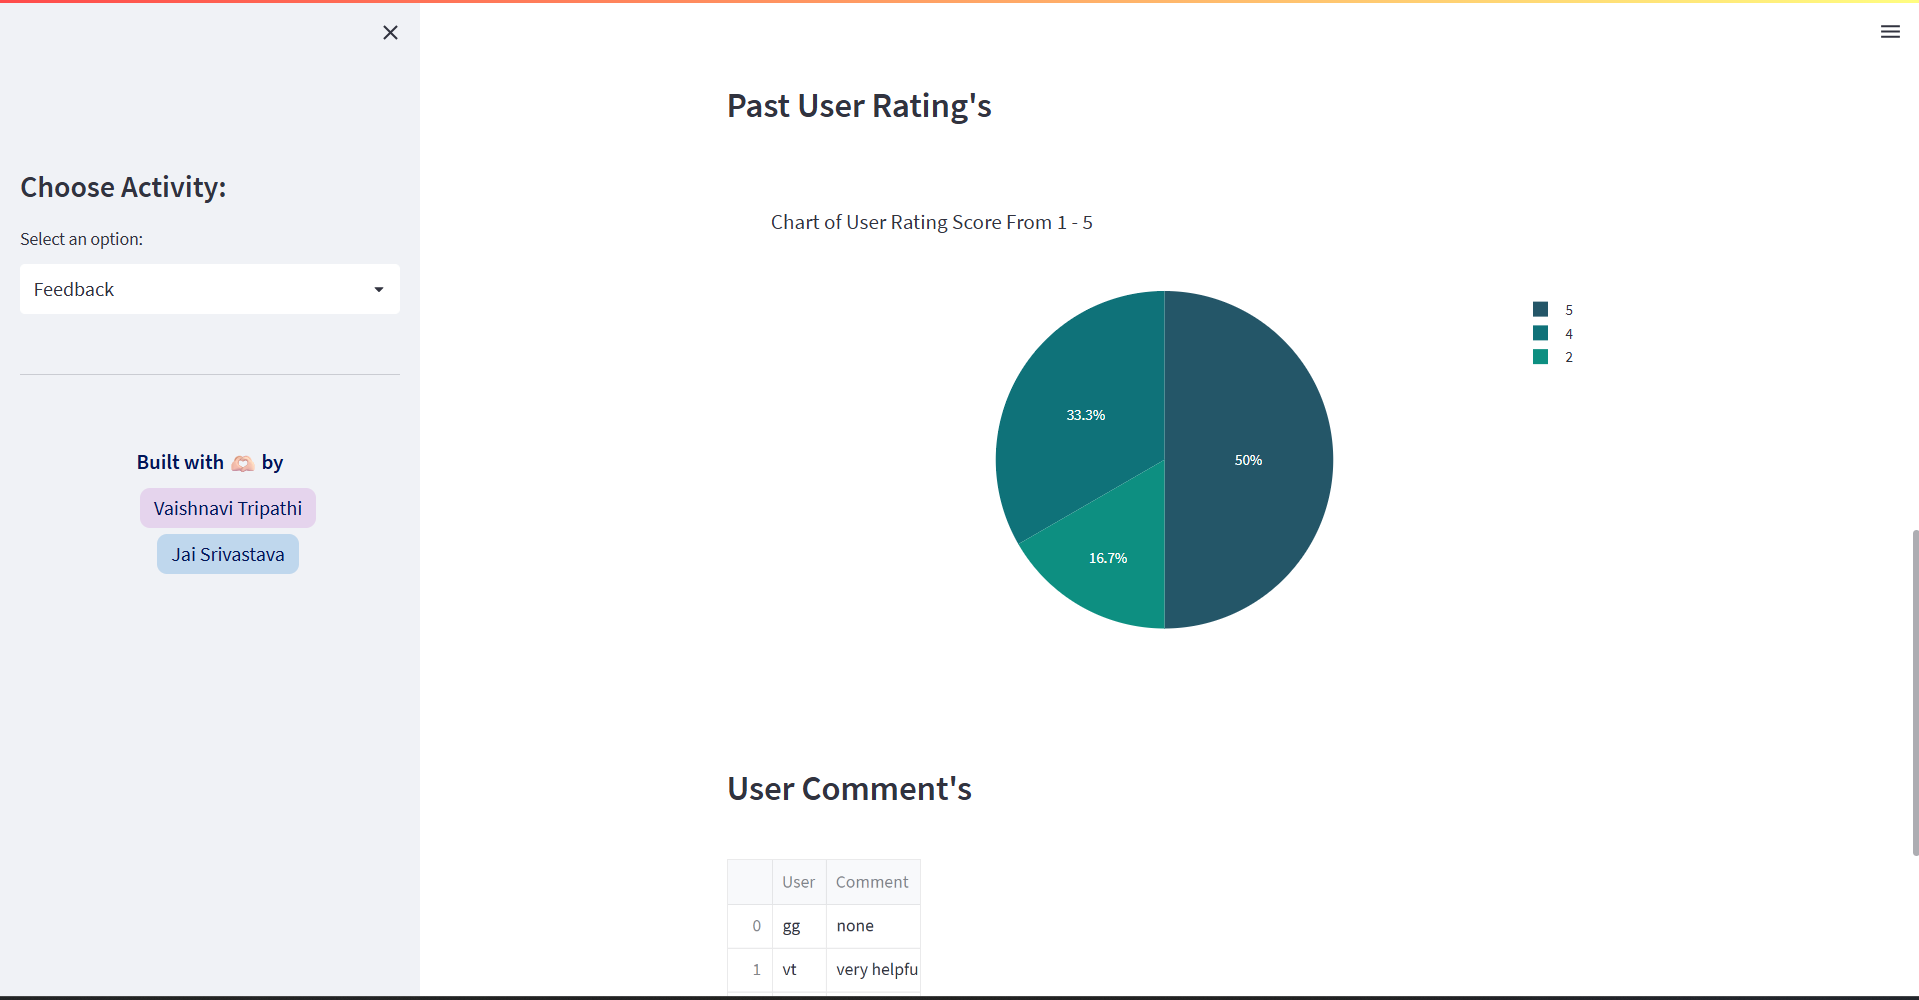 Choose Activity:
Select an option:
Feedback
Built with 🫶🏻 by
Vaishnavi Tripathi
Jai Srivastava
Past User Rating's
Chart of User Rating Score From 1 - 5
5
4
2
33.3%
50%
16.7%
User Comment's
User Comment
0 gg none
1 vt very helpfu